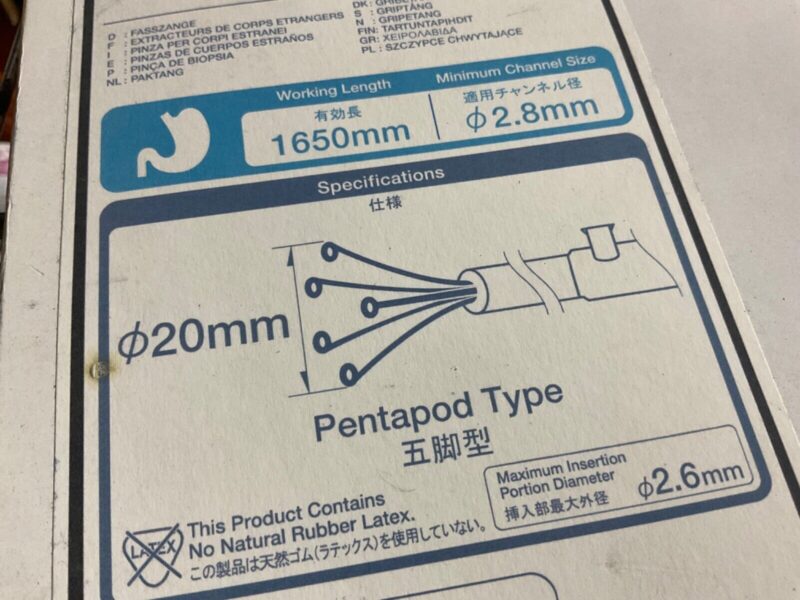 D : FASSZANGE
F : EXTRACTEURS DE CORPS ETRANGERS
I : PINZA PER CORPI ESTRANEI
E : PINZAS DE CUERPOS ESTRAÑOS
P : PINÇA DE BIOPSIA
NL : PAKTANG
S : GRIPTÅNG
N : GRIPETANG
FIN: TARTUNTAPIHDIT
GR: ΧΕΙΡΟΛΑΒΙΔΑ
PL : SZCZYPCE CHWYTAJĄCE
Working Length
有効長
1650mm
Minimum Channel Size
適用チャンネル径
φ2.8mm
Specifications
仕様
φ20mm
Pentapod Type
五脚型
Maximum Insertion
Portion Diameter
挿入部最大外径
φ2.6mm
LATEX
This Product Contains
No Natural Rubber Latex.
この製品は天然ゴム(ラテックス)を使用していない。